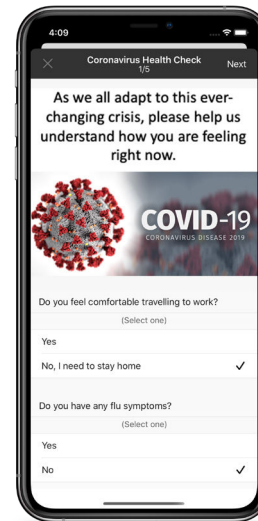 4:09
Coronavirus Health Check
1/5
Next
As we all adapt to this ever-
changing crisis, please help us
understand how you are feeling
right now.
COVID-19
CORONAVIRUS DISEASE 2019
Do you feel comfortable travelling to work?
(Select one)
Yes
No, I need to stay home
Do you have any flu symptoms?
(Select one)
Yes
No